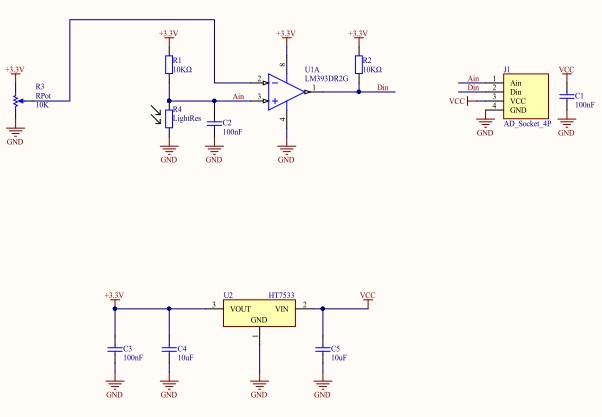 +3.3V
R3
RPot
10K
GND
+3.3V
R1
10KΩ
R4
LightRes
GND
Ain
C2
100nF
GND
+3.3V
8
U1A
LM393DR2G
2
3
1
4
GND
+3.3V
R2
10KΩ
Din
J1
Ain
Din
VCC
1
2
3
4
Ain
Din
VCC
GND
AD_Socket_4P
GND
VCC
C1
100nF
GND
+3.3V
C3
100nF
GND
C4
10uF
GND
U2
HT7533
3
VOUT
VIN
2
GND
1
GND
VCC
C5
10uF
GND